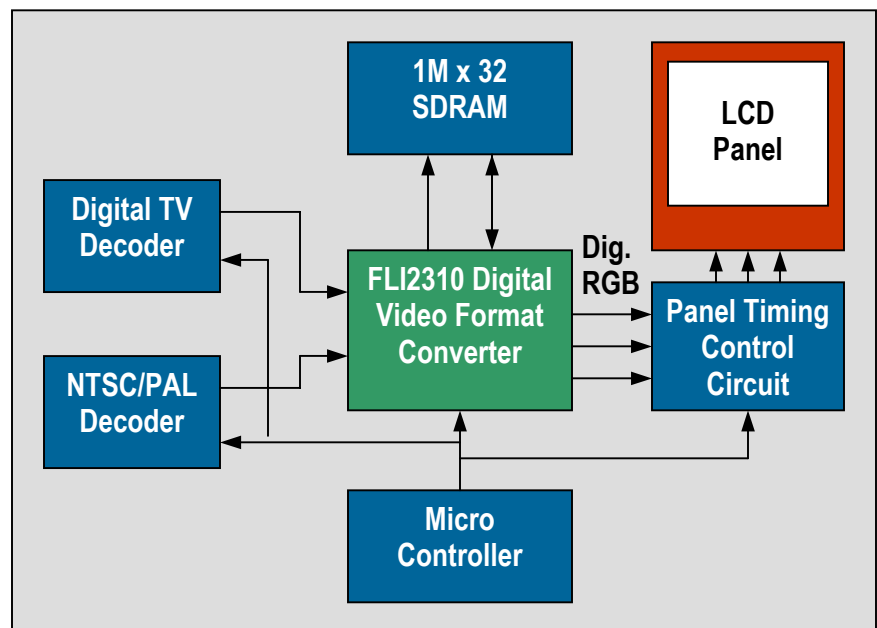 1M x 32
SDRAM
LCD
Panel
Digital TV
Decoder
FLI2310 Digital
Video Format
Converter
Dig.
RGB
Panel Timing
Control
Circuit
NTSC/PAL
Decoder
Micro
Controller